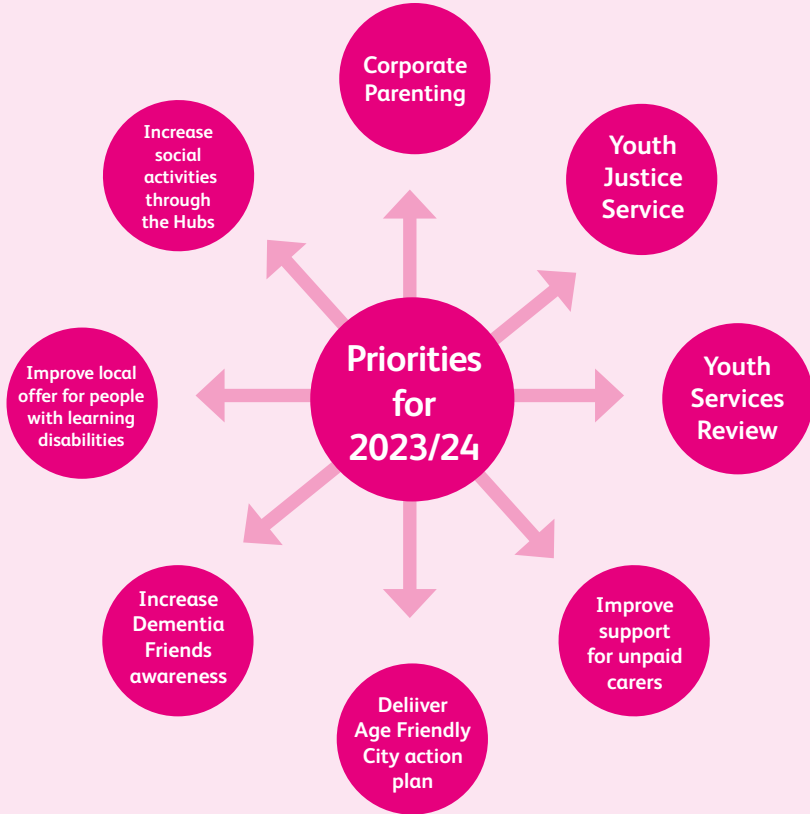 Priorities
for
2023/24
Corporate
Parenting
Youth
Justice
Service
Youth
Services
Review
Improve
support
for unpaid
carers
Deliiver
Age Friendly
City action
plan
Increase
Dementia
Friends
awareness
Improve local
offer for people
with learning
disabilities
Increase
social
activities
through
the Hubs